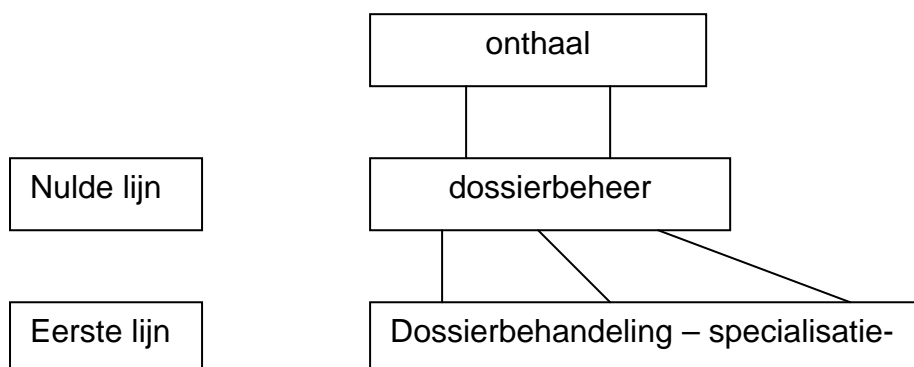 onthaal
Nulde lijn
dossierbeheer
Eerste lijn
Dossierbehandeling – specialisatie-